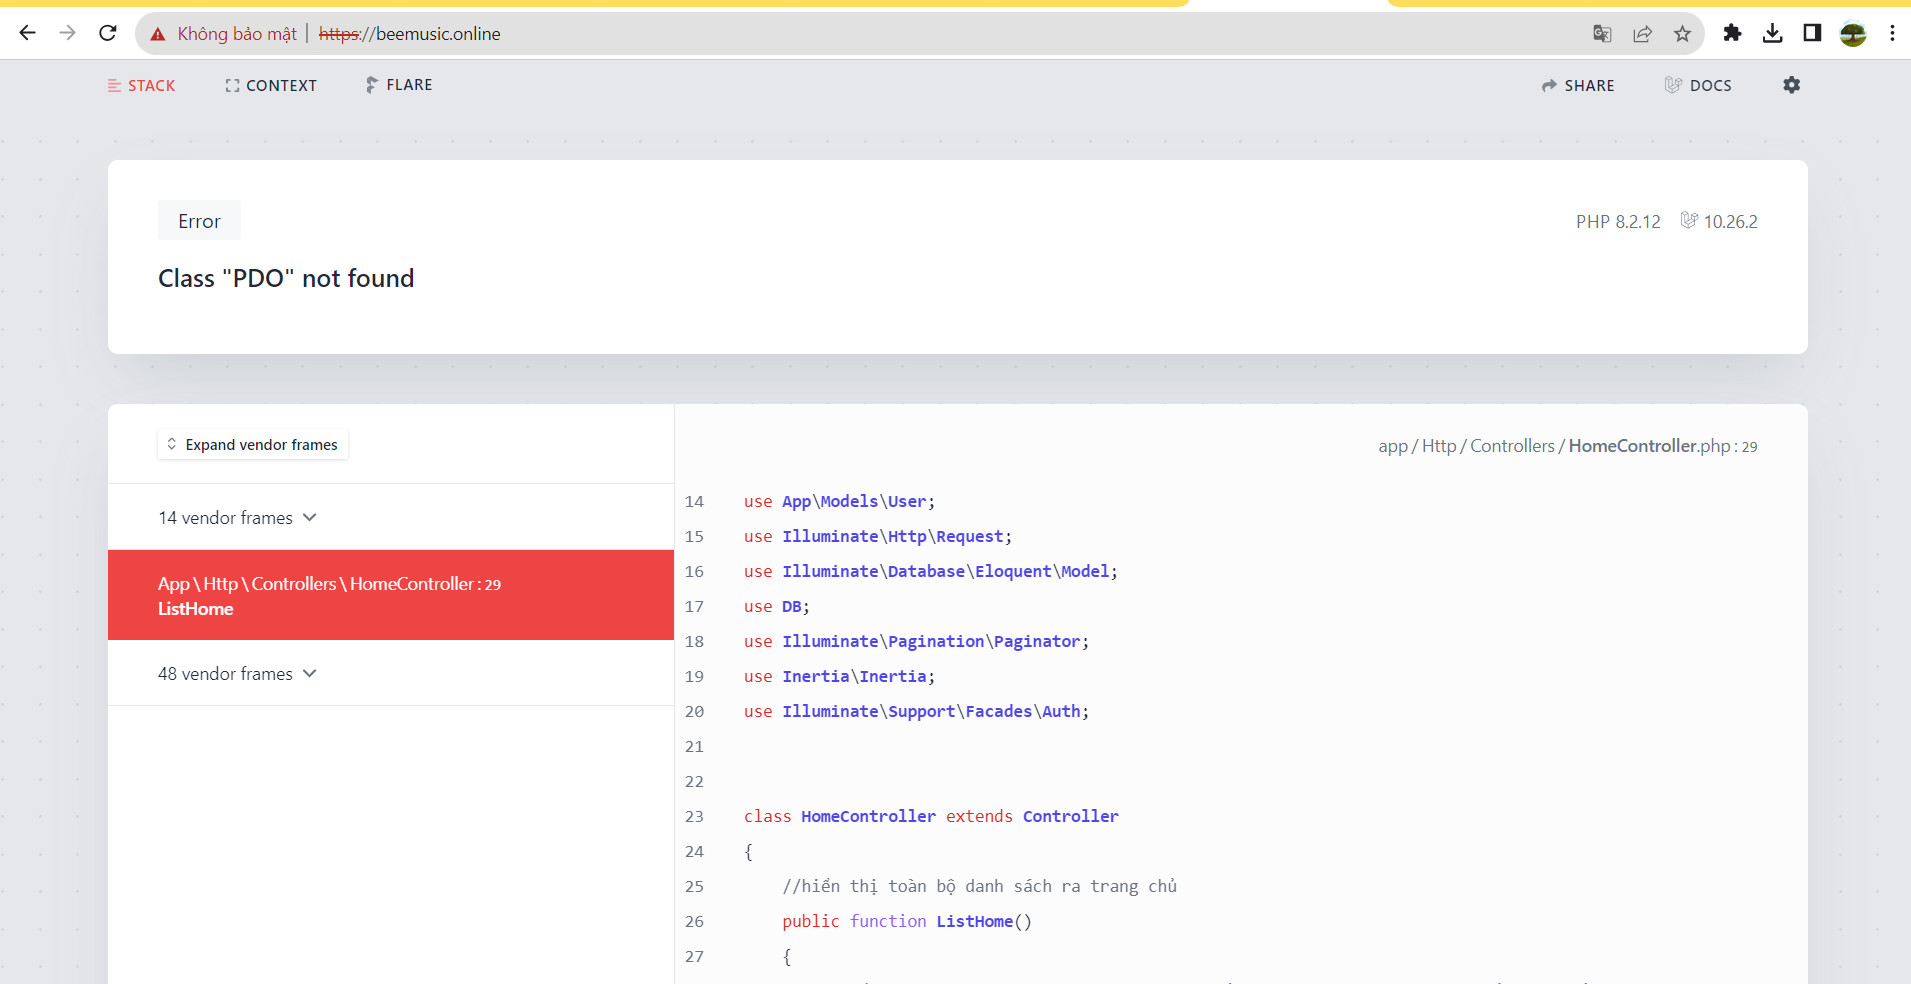 Không bảo mật | https://beemusic.online
STACK CONTEXT FLARE SHARE DOCS
Error
PHP 8.2.12 10.26.2
Class "PDO" not found
Expand vendor frames
14 vendor frames
App\Http\Controllers\HomeController:29
ListHome
48 vendor frames
app/Http/Controllers/HomeController.php:29
14 use App\Models\User;
15 use Illuminate\Http\Request;
16 use Illuminate\Database\Eloquent\Model;
17 use DB;
18 use Illuminate\Pagination\Paginator;
19 use Inertia\Inertia;
20 use Illuminate\Support\Facades\Auth;
21
22
23 class HomeController extends Controller
24 {
25 //hiển thị toàn bộ danh sách ra trang chủ
26 public function ListHome()
27 {